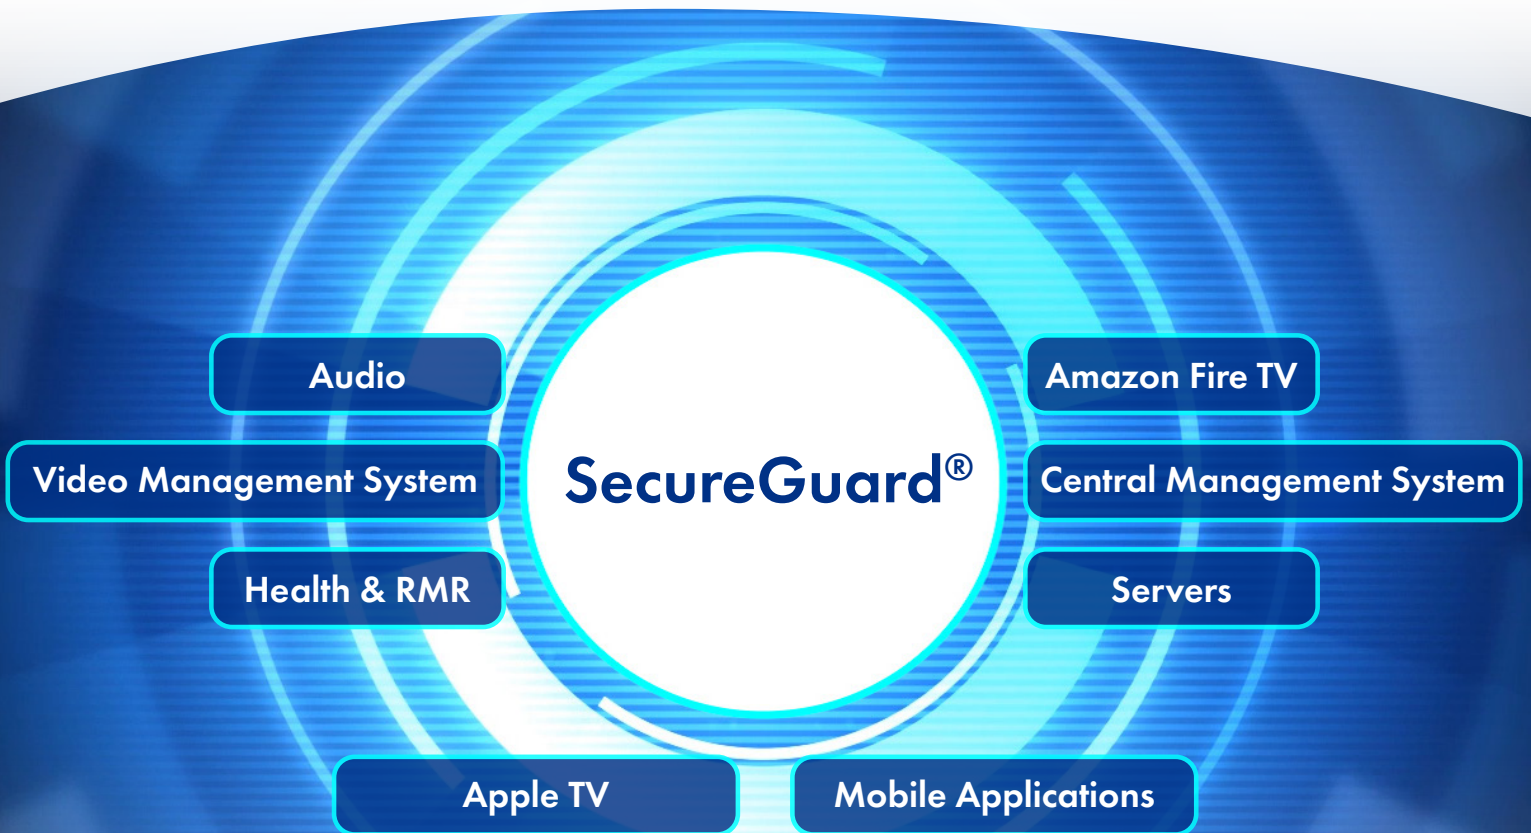 Audio
Amazon Fire TV
Video Management System
SecureGuard®
Central Management System
Health & RMR
Servers
Apple TV
Mobile Applications